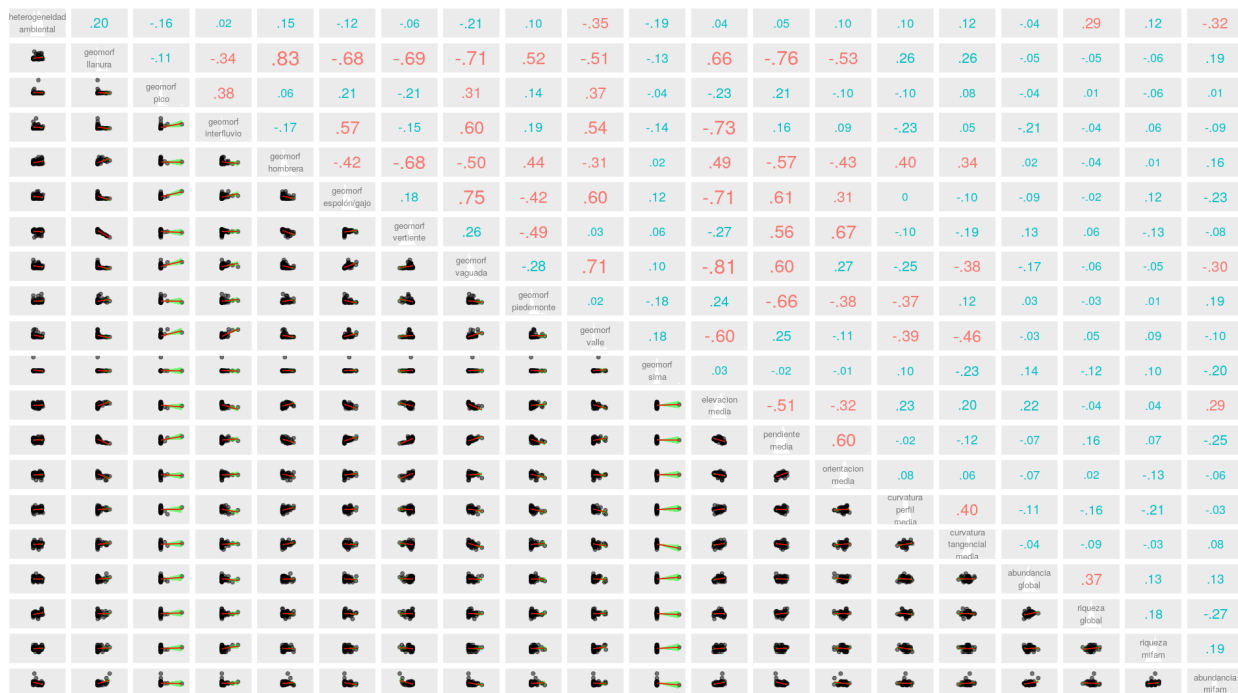 heterogeneidad
ambiental
.20 -.16 .02 .15 -.12 -.06 -.21 .10 -.35 -.19 .04 .05 .10 .10 .12 -.04 .29 .12 -.32
geomorf
llanura
-.11 -.34 .83 -.68 -.69 -.71 .52 -.51 -.13 .66 -.76 -.53 .26 .26 -.05 -.05 -.06 .19
geomorf
pico
.38 .06 .21 -.21 .31 .14 .37 -.04 -.23 .21 -.10 -.10 .08 -.04 .01 -.06 .01
geomorf
interfluvio
-.17 .57 -.15 .60 .19 .54 -.14 -.73 .16 .09 -.23 .05 -.21 -.04 .06 -.09
geomorf
hombrera
-.42 -.68 -.50 .44 -.31 .02 .49 -.57 -.43 .40 .34 .02 -.04 .01 .16
geomorf
espolón/gajo
.18 .75 -.42 .60 .12 -.71 .61 .31 0 -.10 -.09 -.02 .12 -.23
geomorf
vertiente
.26 -.49 .03 .06 -.27 .56 .67 -.10 -.19 .13 .06 -.13 -.08
geomorf
vaguada
-.28 .71 .10 -.81 .60 .27 -.25 -.38 -.17 -.06 -.05 -.30
geomorf
piedemonte
.02 -.18 .24 -.66 -.38 -.37 .12 .03 -.03 .01 .19
geomorf
valle
.18 -.60 .25 -.11 -.39 -.46 -.03 .05 .09 -.10
geomorf
sima
.03 -.02 -.01 .10 -.23 .14 -.12 .10 -.20
elevacion
media
-.51 -.32 .23 .20 .22 -.04 .04 .29
pendiente
media
.60 -.02 -.12 -.07 .16 .07 -.25
orientacion
media
.08 .06 -.07 .02 -.13 -.06
curvatura
perfil
media
.40 -.11 -.16 -.21 -.03
curvatura
tangencial
media
-.04 -.09 -.03 .08
abundancia
global
.37 .13 .13
riqueza
global
.18 -.27
riqueza
mifam
.19
abundancia
mifam